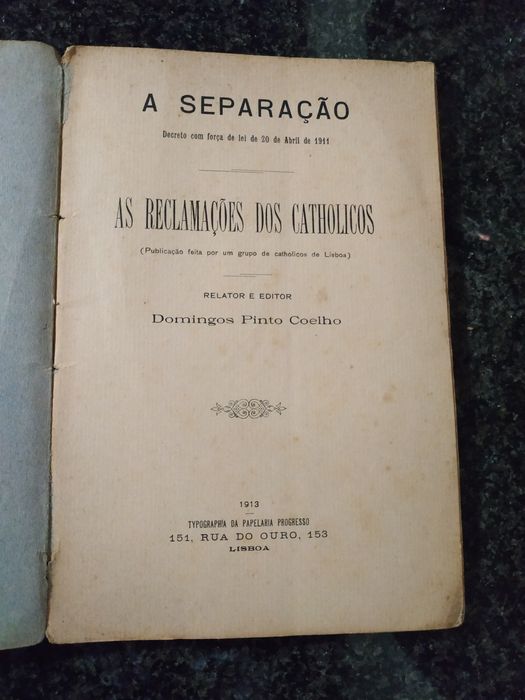 A SEPARAÇÃO
Decreto com força de lei de 20 de Abril de 1911
AS RECLAMAÇÕES DOS CATHOLICOS
(Publicação feita por um grupo de catholicos de Lisboa)
RELATOR E EDITOR
Domingos Pinto Coelho
1913
TYPOGRAPHIA DA PAPELARIA PROGRESSO
151, RUA DO OURO, 153
LISBOA